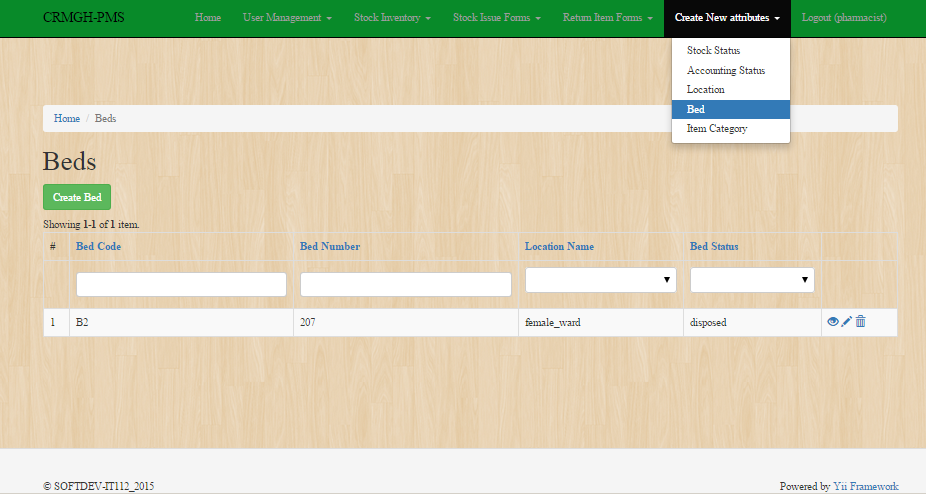 CRMGH-PMS Home User Management Stock Inventory Stock Issue Forms Return Item Forms Create New attributes Logout (pharmacist)
Stock Status
Accounting Status
Location
Bed
Item Category
Home / Beds
Beds
Create Bed
Showing 1-1 of 1 item.
# Bed Code Bed Number Location Name Bed Status
1 B2 207 female_ward disposed
© SOFTDEV-IT112_2015 Powered by Yii Framework